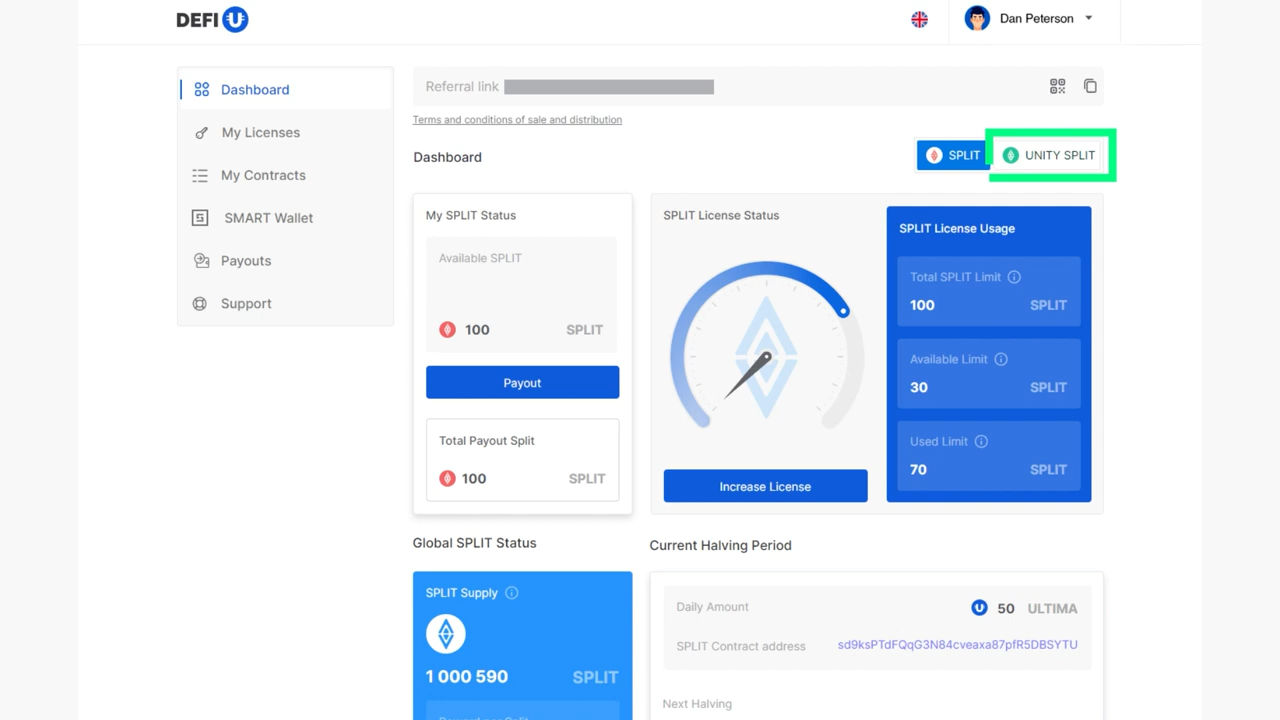 DEFI U
Dan Peterson
Dashboard
My Licenses
My Contracts
SMART Wallet
Payouts
Support
Referral link
Terms and conditions of sale and distribution
Dashboard
SPLIT
UNITY SPLIT
My SPLIT Status
Available SPLIT
100 SPLIT
Payout
Total Payout Split
100 SPLIT
SPLIT License Status
Increase License
SPLIT License Usage
Total SPLIT Limit
100 SPLIT
Available Limit
30 SPLIT
Used Limit
70 SPLIT
Global SPLIT Status
SPLIT Supply
1 000 590 SPLIT
Current Halving Period
Daily Amount 50 ULTIMA
SPLIT Contract address sd9ksPTdFQqG3N84cveaxa87pfR5DBSYTU
Next Halving